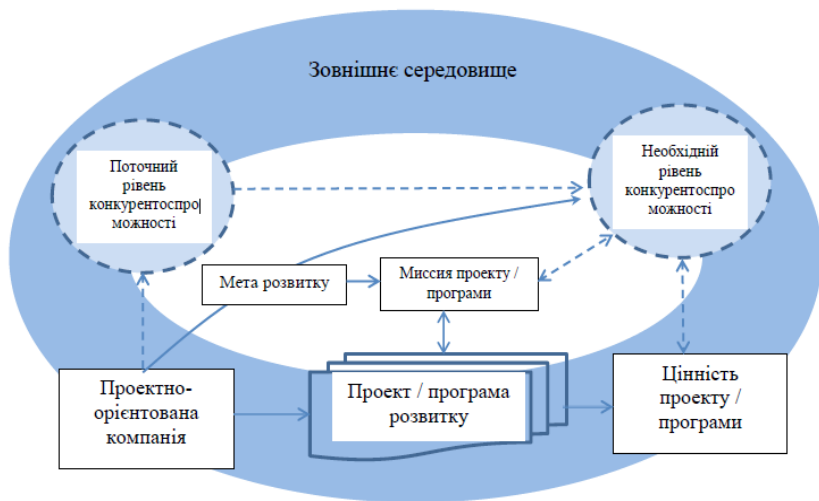 Зовнішнє середовище
Поточний
рівень
конкурентоспро
можності
Необхідній
рівень
конкурентоспро
можності
Мета розвитку
Миссия проекту /
програми
Проектно-
орієнтована
компанія
Проект / програма
розвитку
Цінність
проекту /
програми